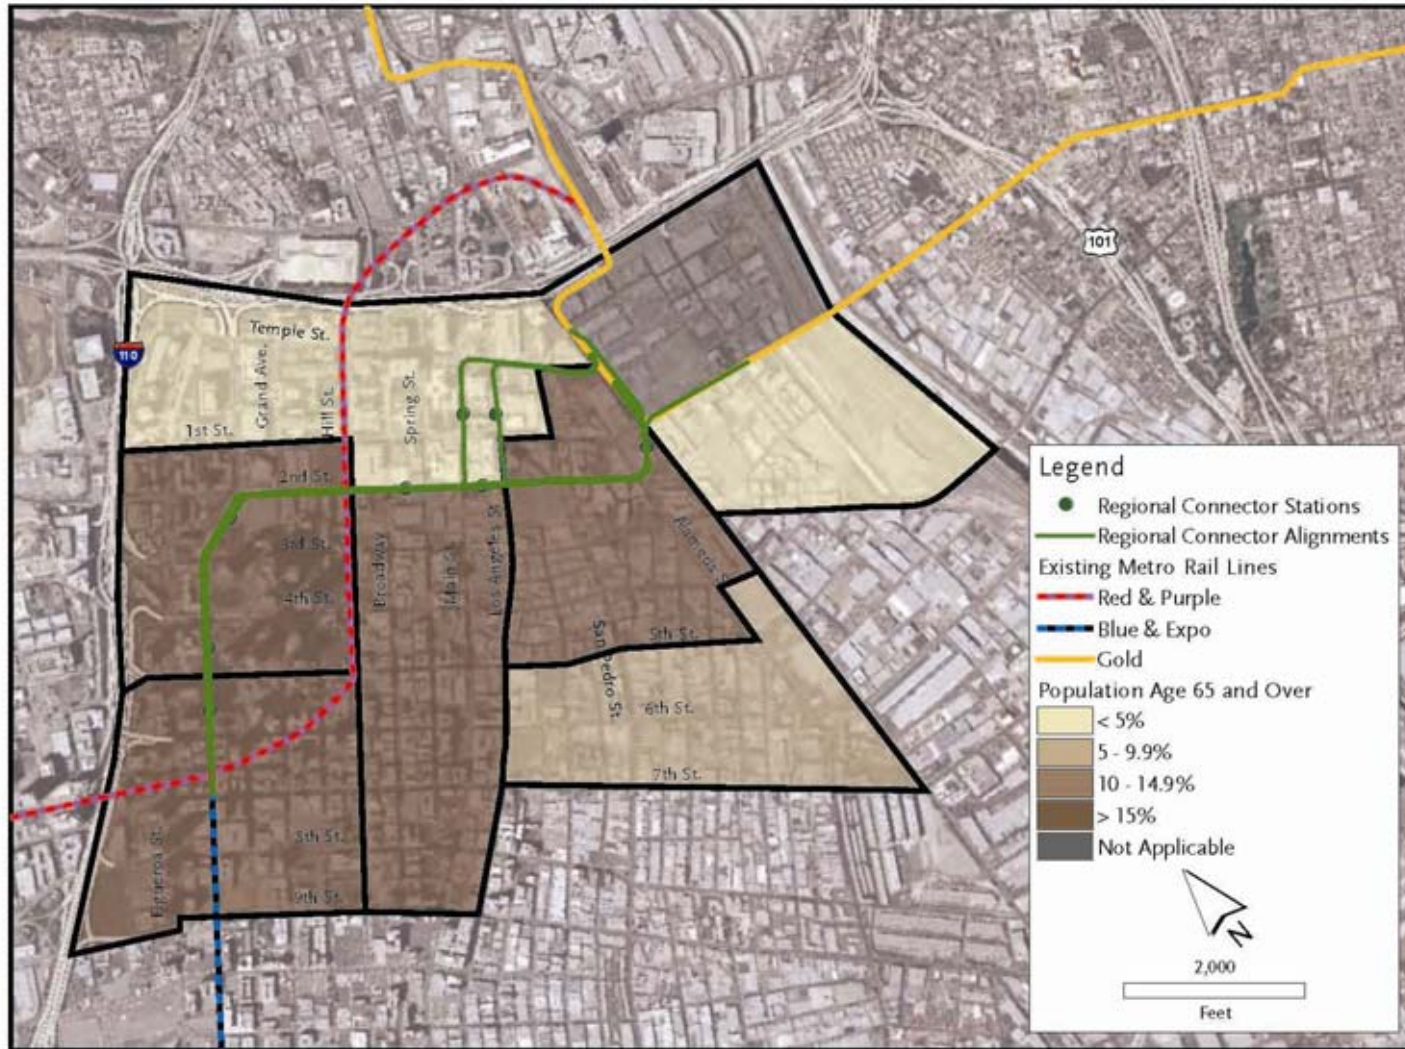 101
Temple St.
110
Grand Ave.
Hill St.
Spring St.
1st St.
2nd St.
3rd St.
4th St.
Broadway
Main St.
Los Angeles St.
Alameda St.
5th St.
San Pedro St.
6th St.
7th St.
8th St.
Figueroa St.
9th St.
Legend
Regional Connector Stations
Regional Connector Alignments
Existing Metro Rail Lines
Red & Purple
Blue & Expo
Gold
Population Age 65 and Over
< 5%
5 - 9.9%
10 - 14.9%
> 15%
Not Applicable
N
2,000
Feet